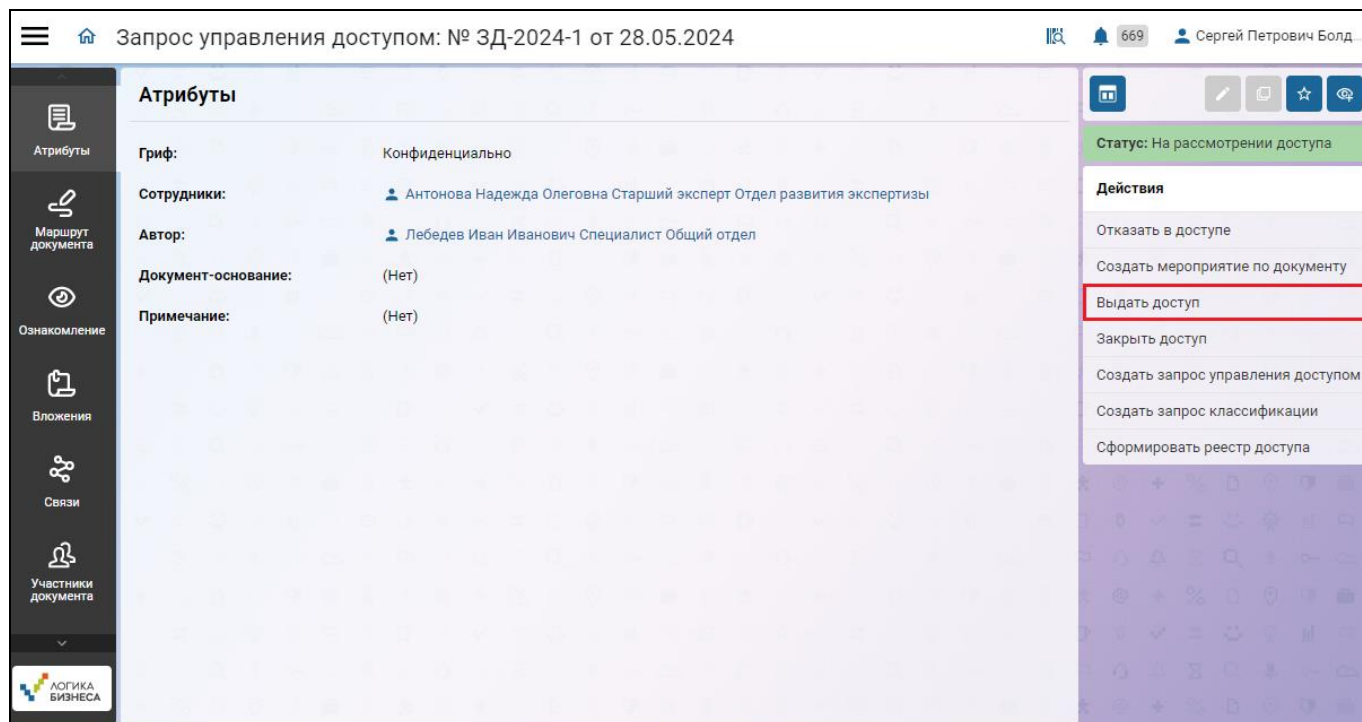 Запрос управления доступом: № ЗД-2024-1 от 28.05.2024
669
Сергей Петрович Болд...
Атрибуты
Маршрут
документа
Ознакомление
Вложения
Связи
Участники
документа
ЛОГИКА
БИЗНЕСА
Атрибуты
Гриф: Конфиденциально
Сотрудники: Антонова Надежда Олеговна Старший эксперт Отдел развития экспертизы
Автор: Лебедев Иван Иванович Специалист Общий отдел
Документ-основание: (Нет)
Примечание: (Нет)
Статус: На рассмотрении доступа
Действия
Отказать в доступе
Создать мероприятие по документу
Выдать доступ
Закрыть доступ
Создать запрос управления доступом
Создать запрос классификации
Сформировать реестр доступа